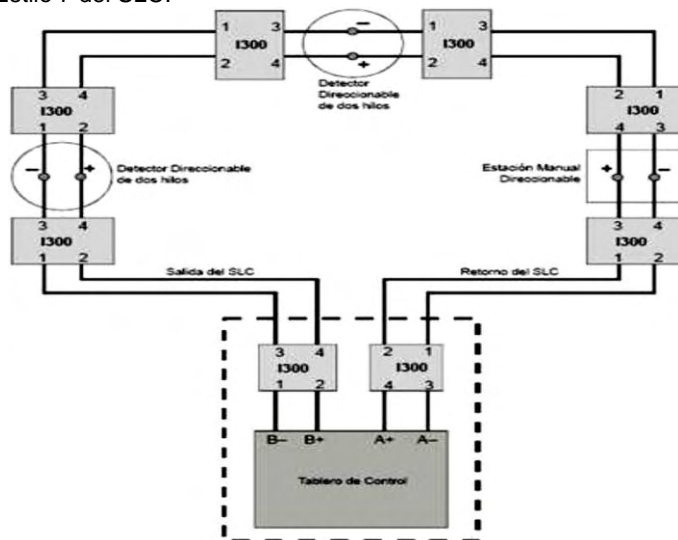 Estilo 7 del SLC:
1 3 1 3
I300 I300
2 4 2 4
Detector
Direccionable
de dos hilos
3 4 2 1
I300 I300
1 2 4 3
Detector Direccionable
de dos hilos
Estación Manual
Direccionable
3 4 3 4
I300 I300
1 2 1 2
Salida del SLC
Retorno del SLC
3 4 2 1
I300 I300
1 2 4 3
B– B+ A+ A–
Tablero de Control